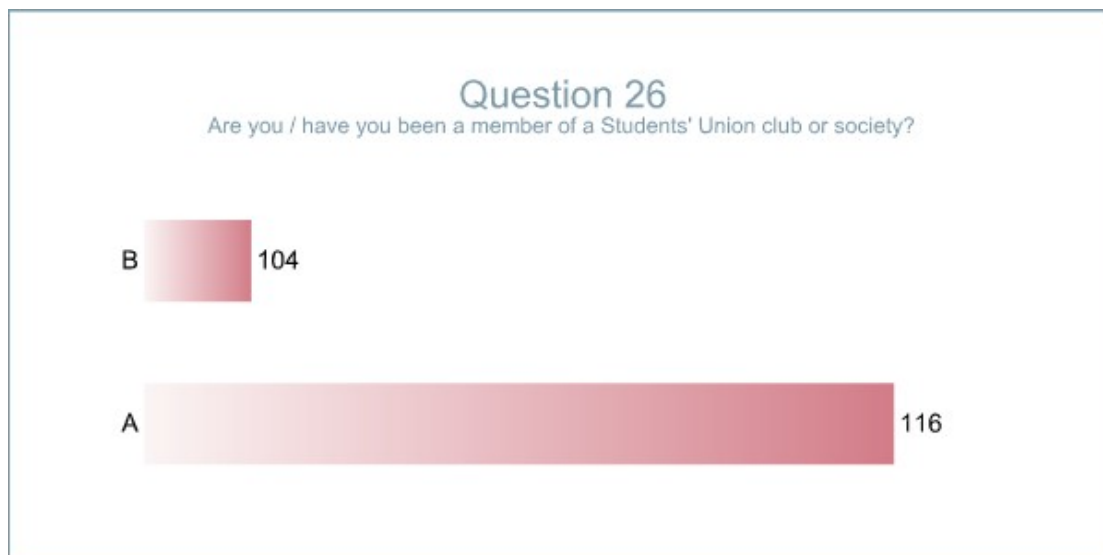 Question 26
Are you / have you been a member of a Students' Union club or society?
B 104
A 116